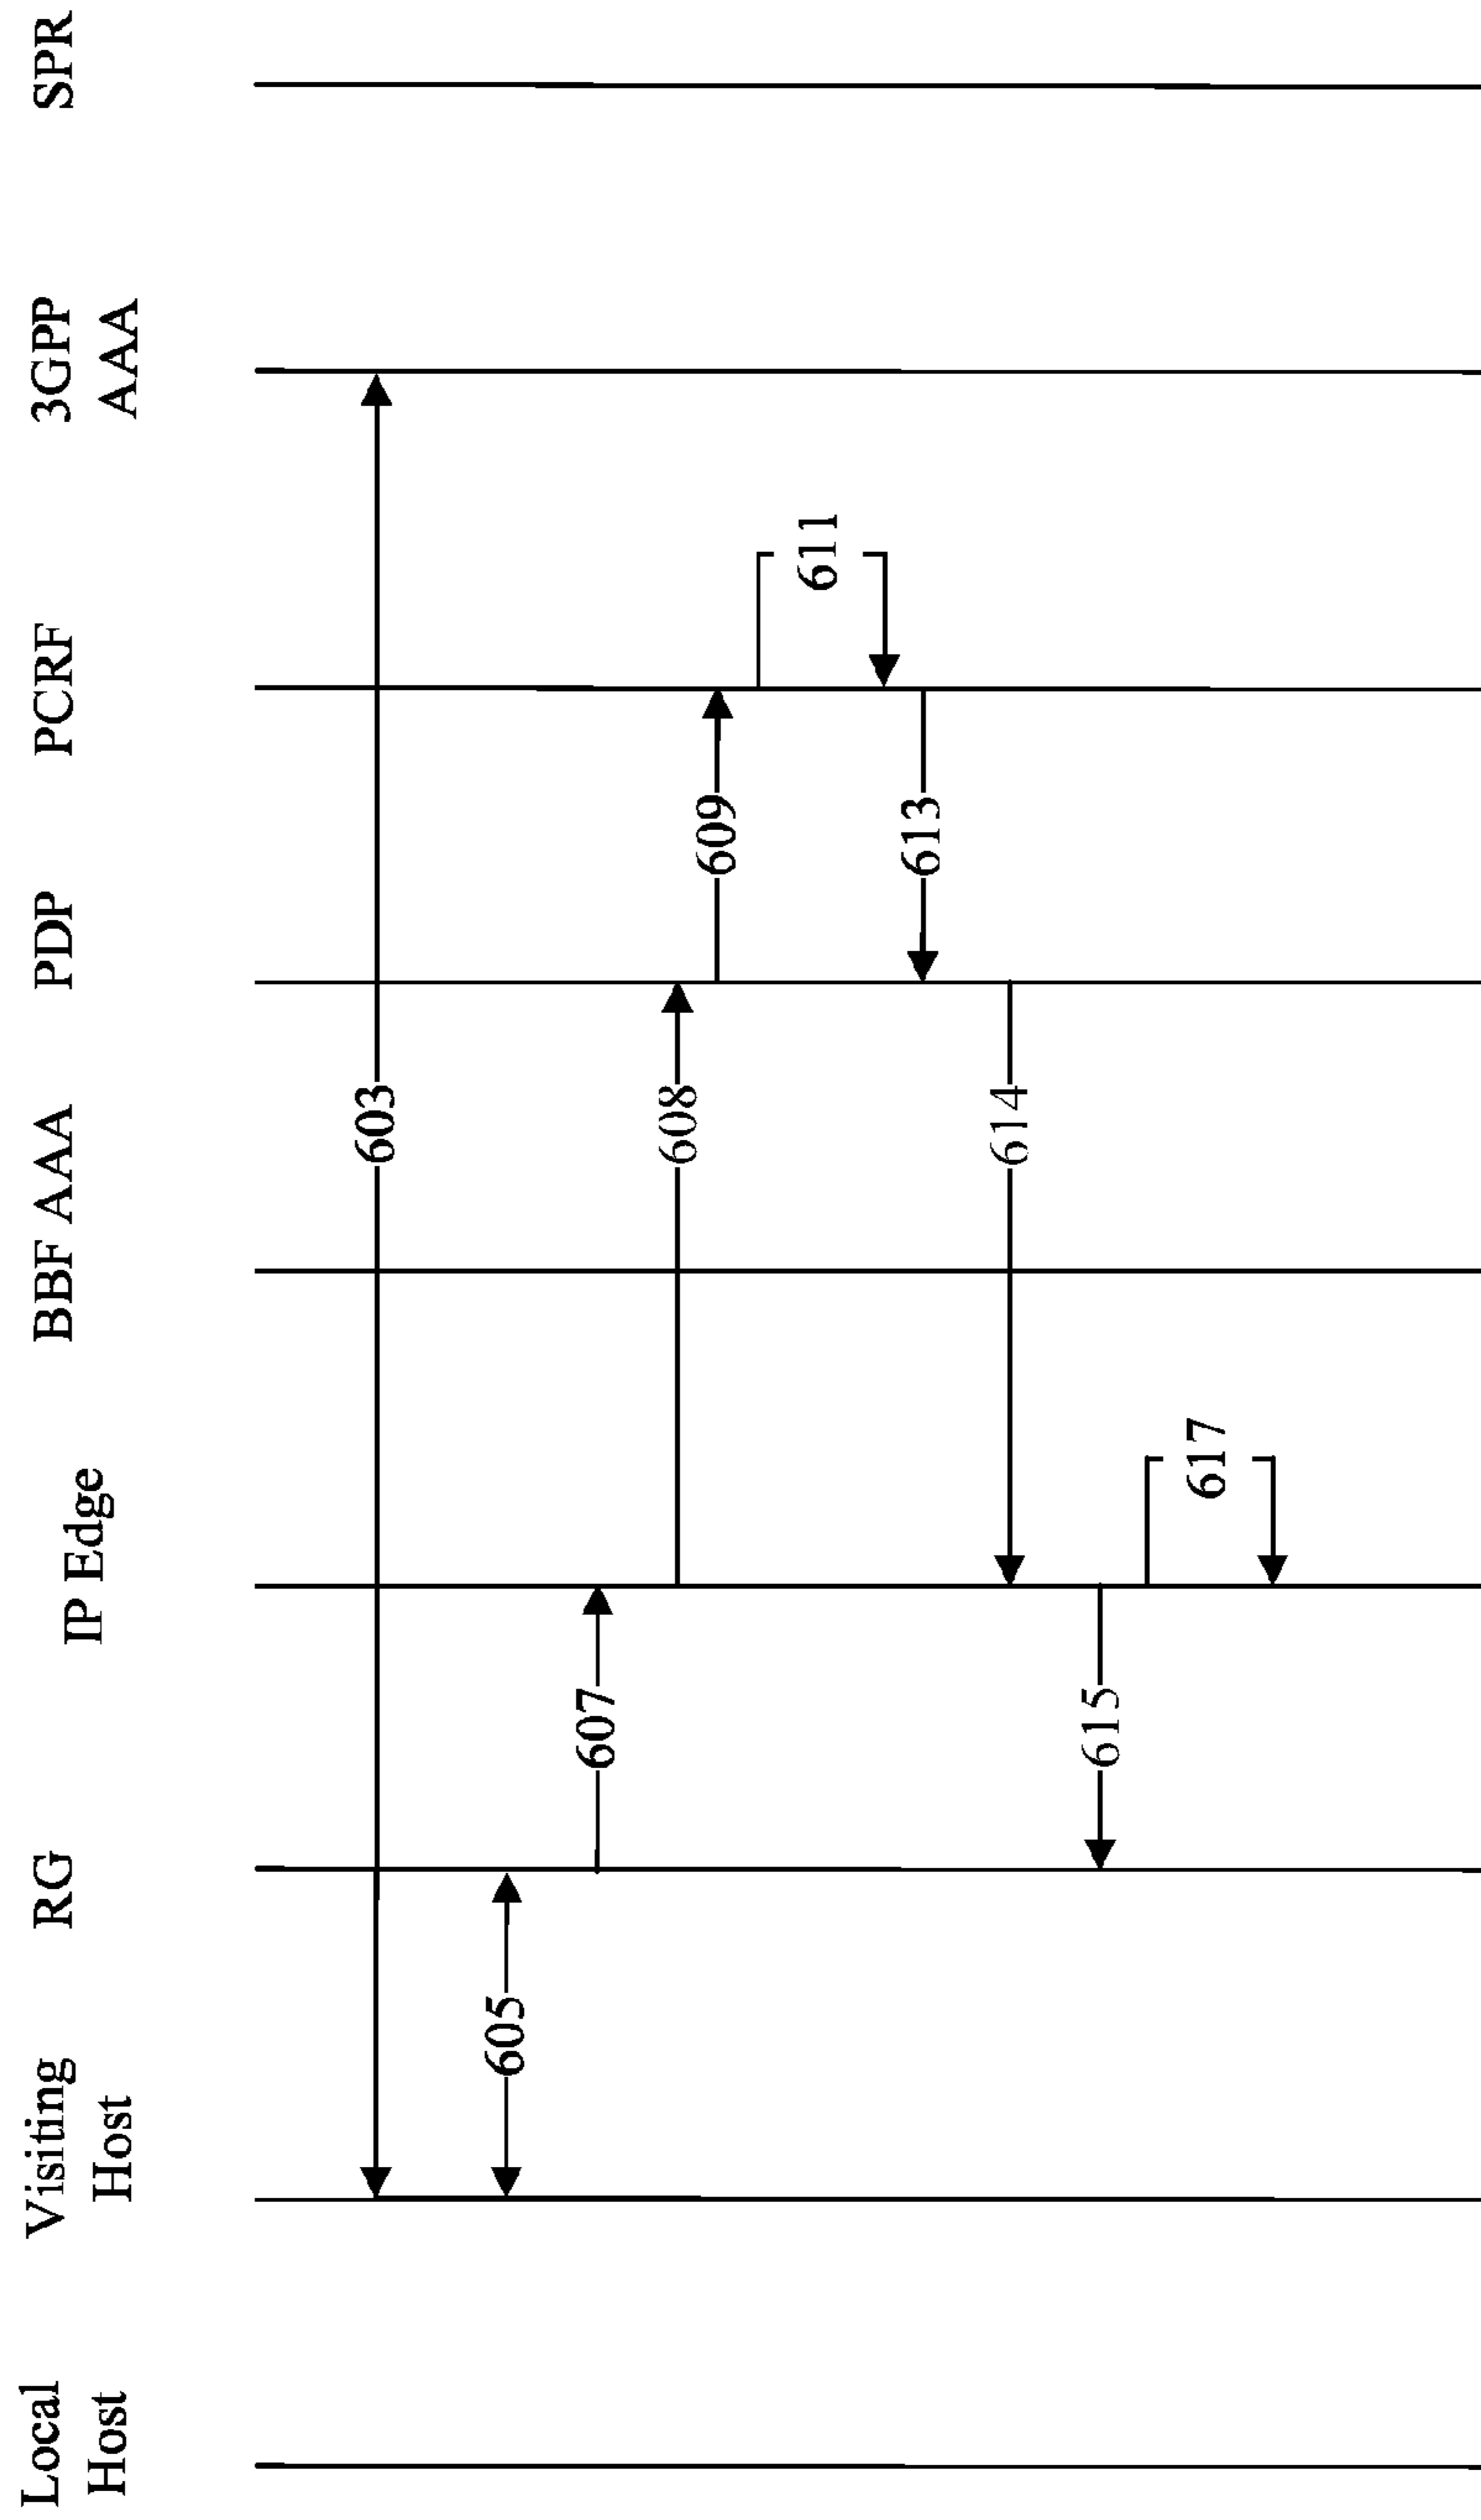 Local
Host
Visiting
Host
RG
IP Edge
BBF AAA
PDP
PCRF
3GPP
AAA
SPR
603
605
607
608
609
611
613
614
615
617